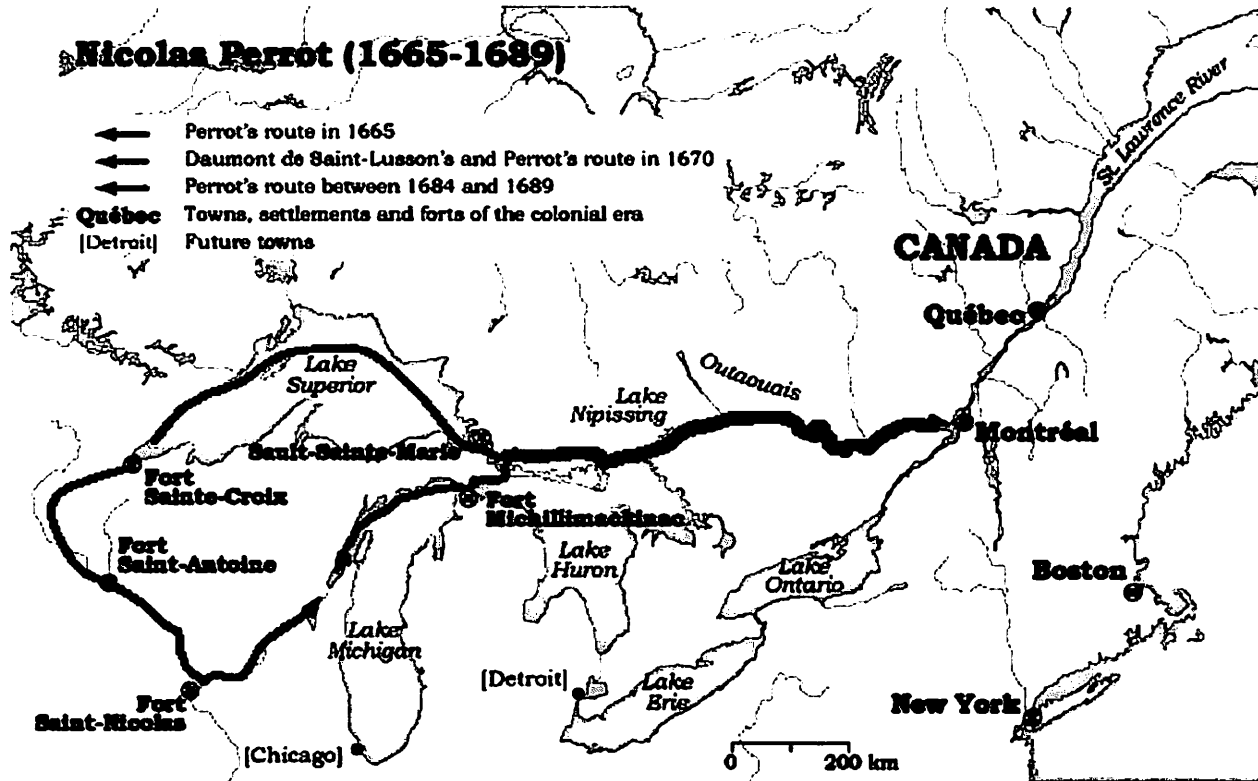 Nicolas Perrot (1665-1689)
Perrot's route in 1665
Daumont de Saint-Lusson's and Perrot's route in 1670
Perrot's route between 1684 and 1689
Québec Towns, settlements and forts of the colonial era
[Detroit] Future towns
St. Lawrence River
CANADA
Québec
Lake
Superior
Outaouais
Lake
Nipissing
Montréal
Sault-Sainte-Marie
Fort
Sainte-Croix
Fort
Michillimackinac
Fort
Saint-Antoine
Lake
Huron
Lake
Ontario
Boston
Lake
Michigan
[Detroit]
Lake
Erie
Fort
Saint-Nicolas
New York
[Chicago]
0 200 km